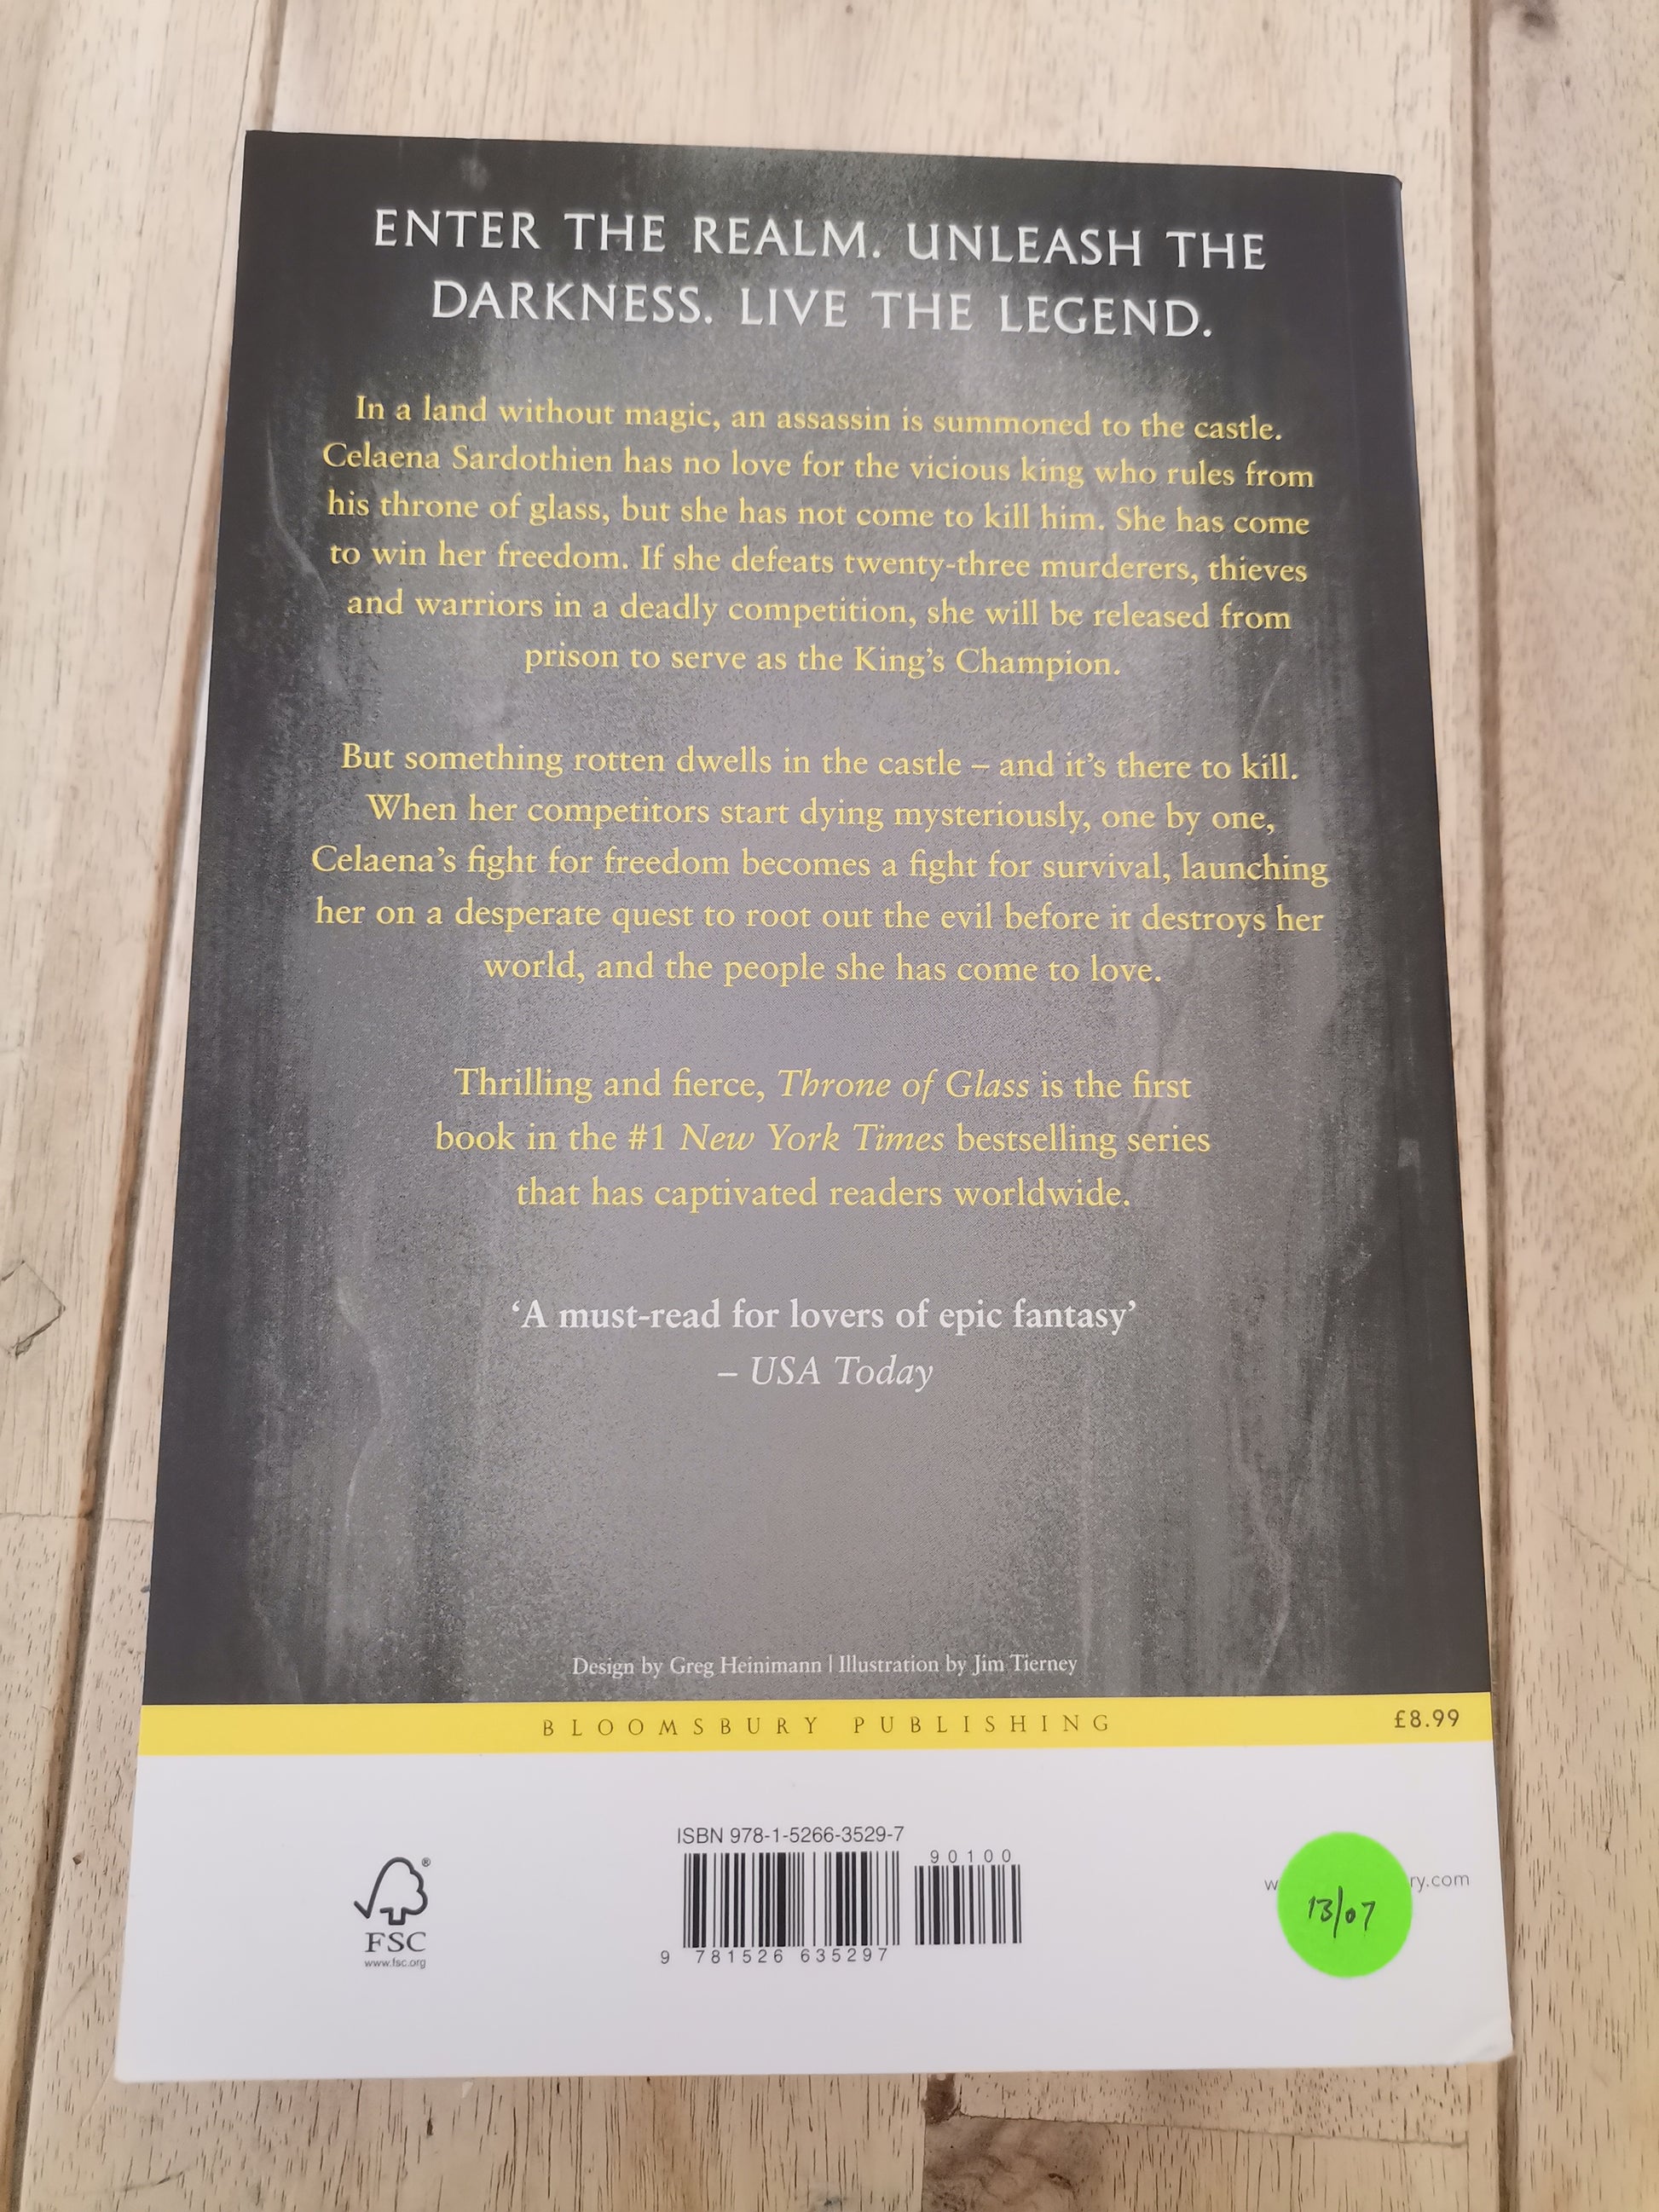 ENTER THE REALM. UNLEASH THE
DARKNESS. LIVE THE LEGEND.
In a land without magic, an assassin is summoned to the castle.
Celaena Sardothien has no love for the vicious king who rules from
his throne of glass, but she has not come to kill him. She has come
to win her freedom. If she defeats twenty-three murderers, thieves
and warriors in a deadly competition, she will be released from
prison to serve as the King's Champion.
But something rotten dwells in the castle – and it's there to kill.
When her competitors start dying mysteriously, one by one,
Celaena's fight for freedom becomes a fight for survival, launching
her on a desperate quest to root out the evil before it destroys her
world, and the people she has come to love.
Thrilling and fierce, Throne of Glass is the first
book in the #1 New York Times bestselling series
that has captivated readers worldwide.
‘A must-read for lovers of epic fantasy’
– USA Today
Design by Greg Heinimann | Illustration by Jim Tierney
BLOOMSBURY PUBLISHING
£8.99
ISBN 978-1-5266-3529-7
90100
9 781526 635297
®
FSC
www.fsc.org
w
ry.com
13/07